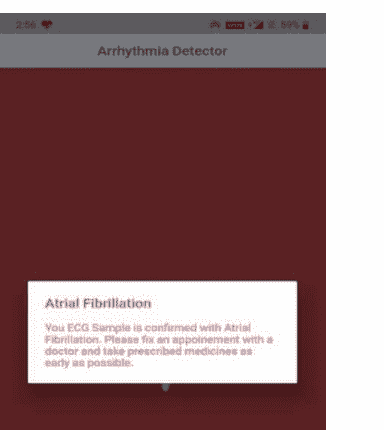 2:56 59%
Arrhythmia Detector
Atrial Fibrillation
You ECG Sample is confirmed with Atrial
Fibrillation. Please fix an appoinement with a
doctor and take prescribed medicines as
early as possible.